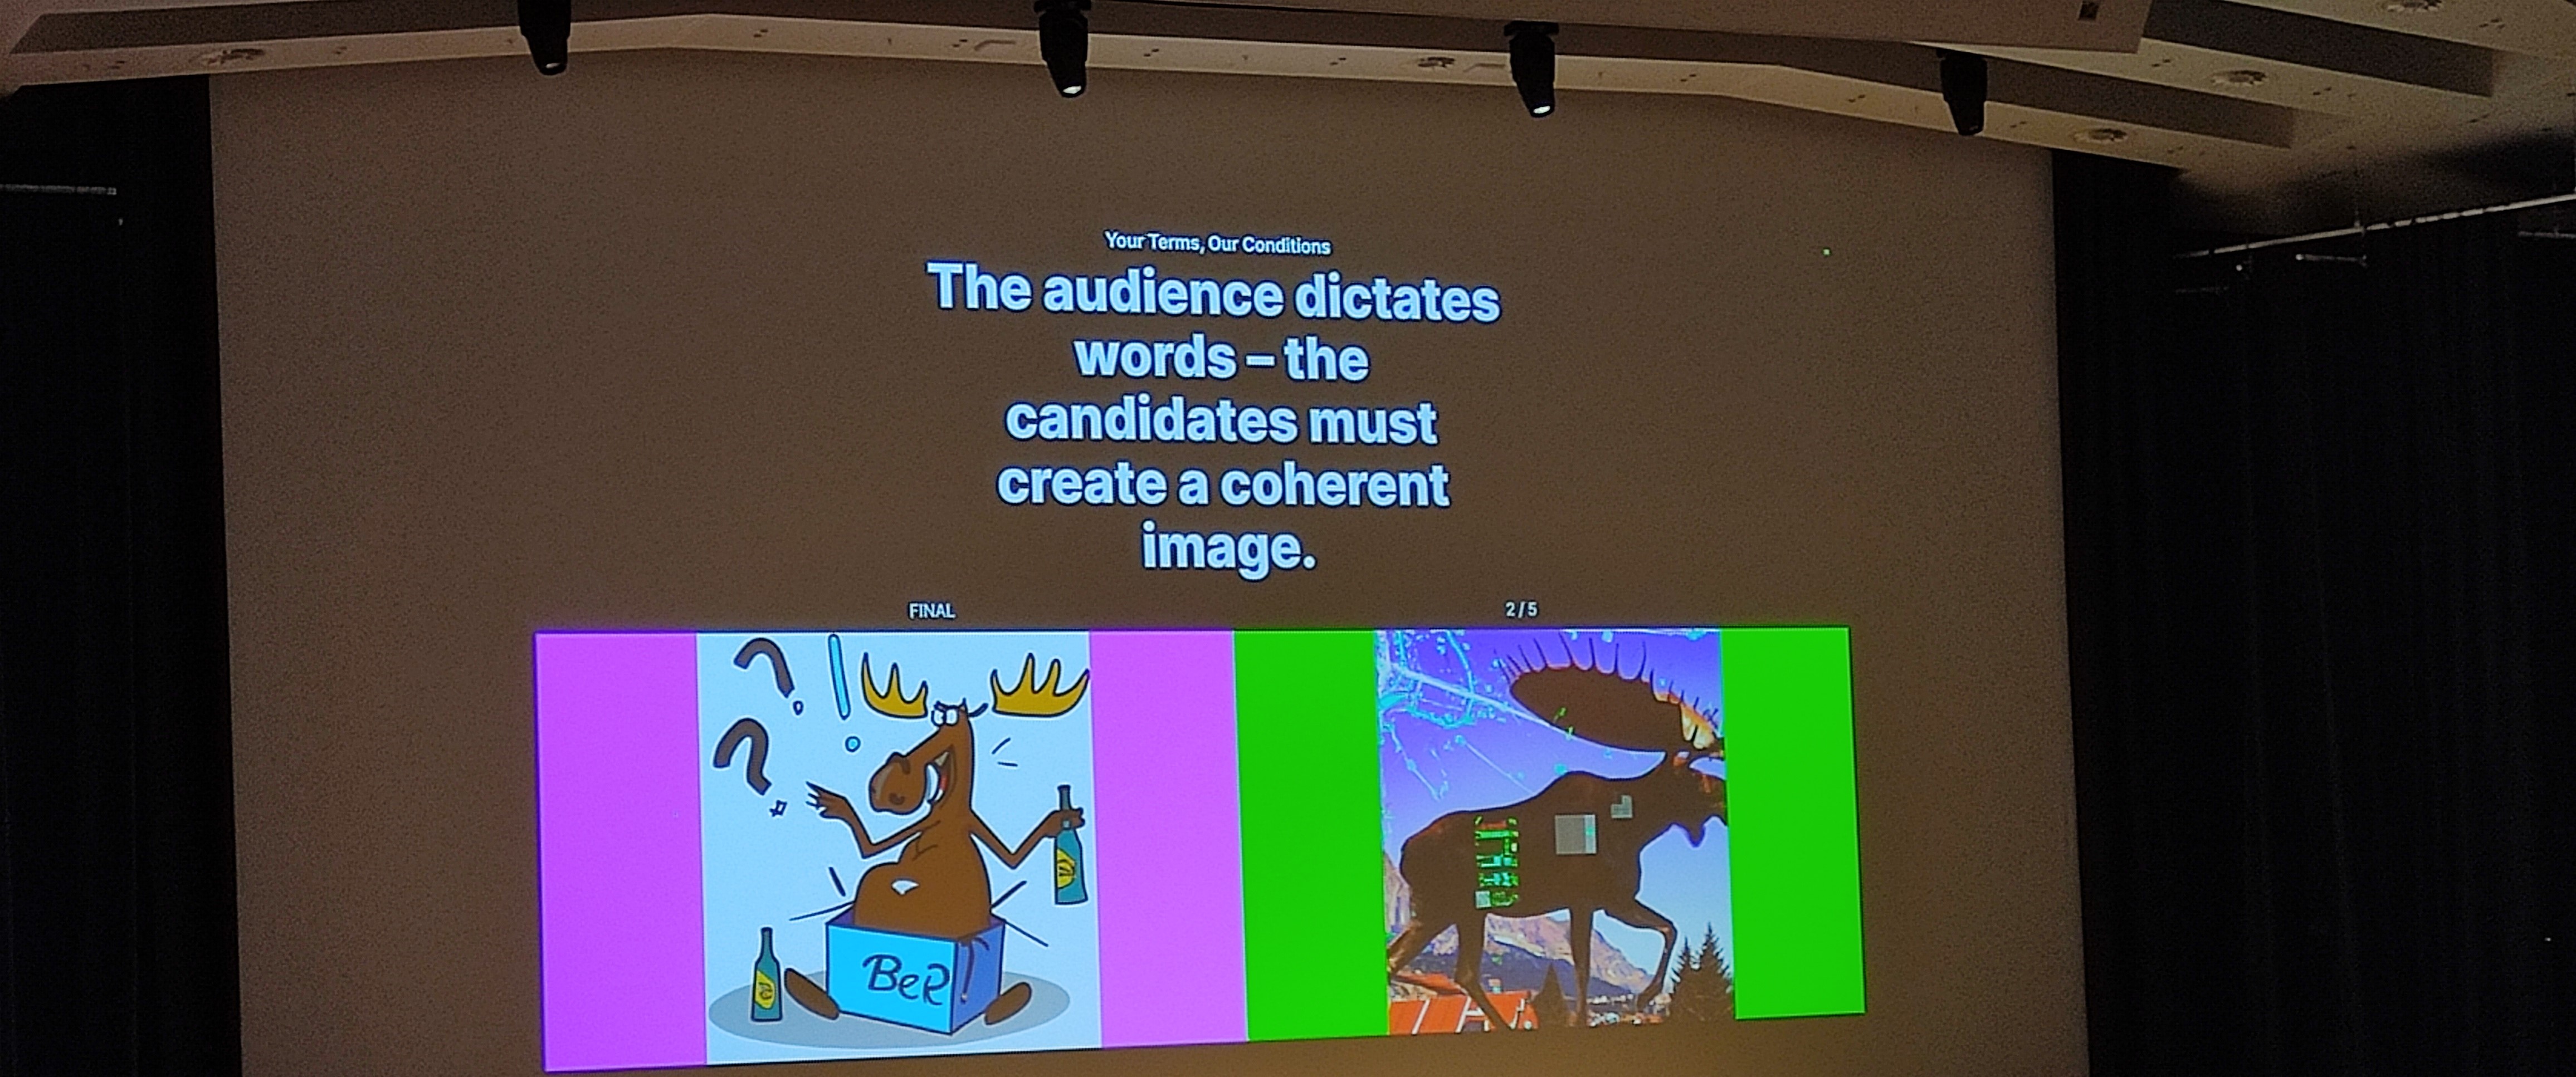 Your Terms, Our Conditions
The audience dictates
words – the
candidates must
create a coherent
image.
FINAL
2 / 5
? !
?
BeR